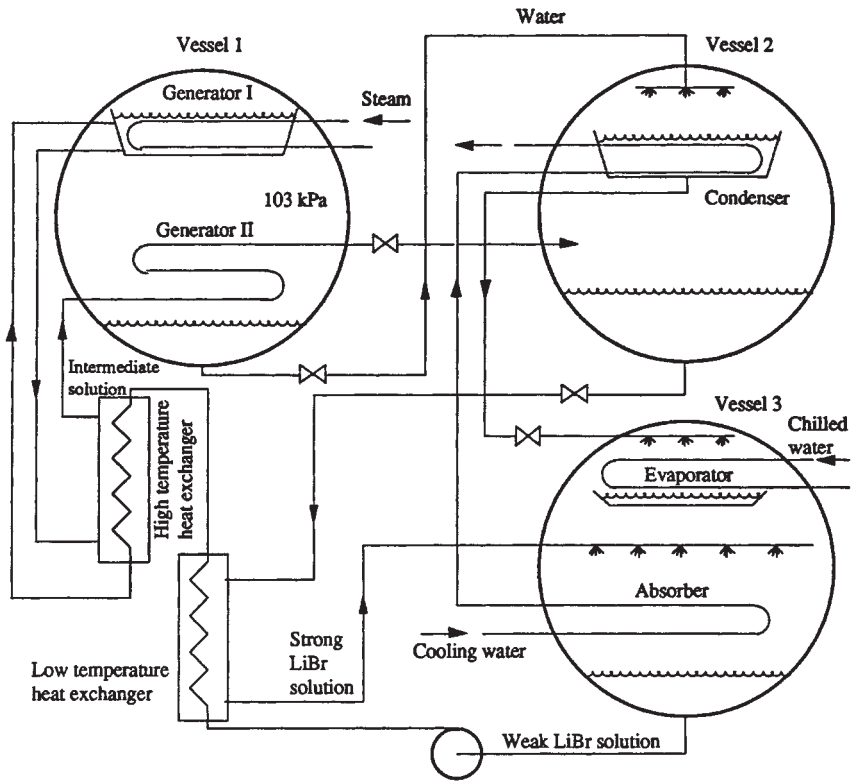 Water
Vessel 1
Vessel 2
Generator I
Steam
103 kPa
Condenser
Generator II
Intermediate
solution
High temperature
heat exchanger
Vessel 3
Chilled
water
Evaporator
Absorber
Cooling water
Strong
LiBr
solution
Low temperature
heat exchanger
Weak LiBr solution